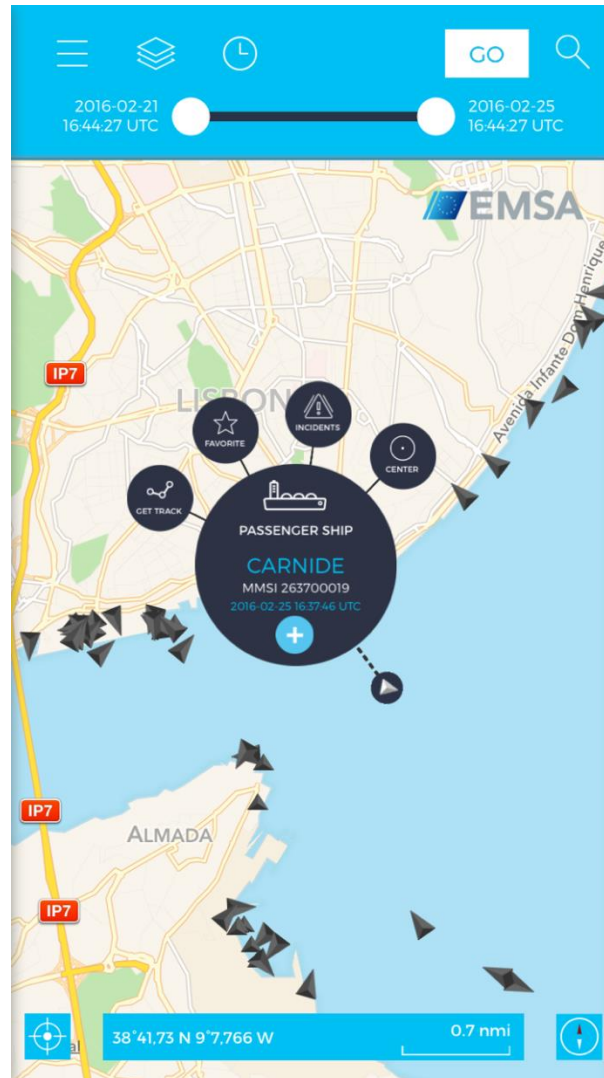 GO
2016-02-21
16:44:27 UTC
2016-02-25
16:44:27 UTC
EMSA
Avenida Infante Dom Henrique
IP7
LISBON
INCIDENTS
FAVORITE
CENTER
GET TRACK
PASSENGER SHIP
CARNIDE
MMSI 263700019
2016-02-25 16:37:46 UTC
+
IP7
ALMADA
IP7
38°41,73 N 9°7,766 W
0.7 nmi